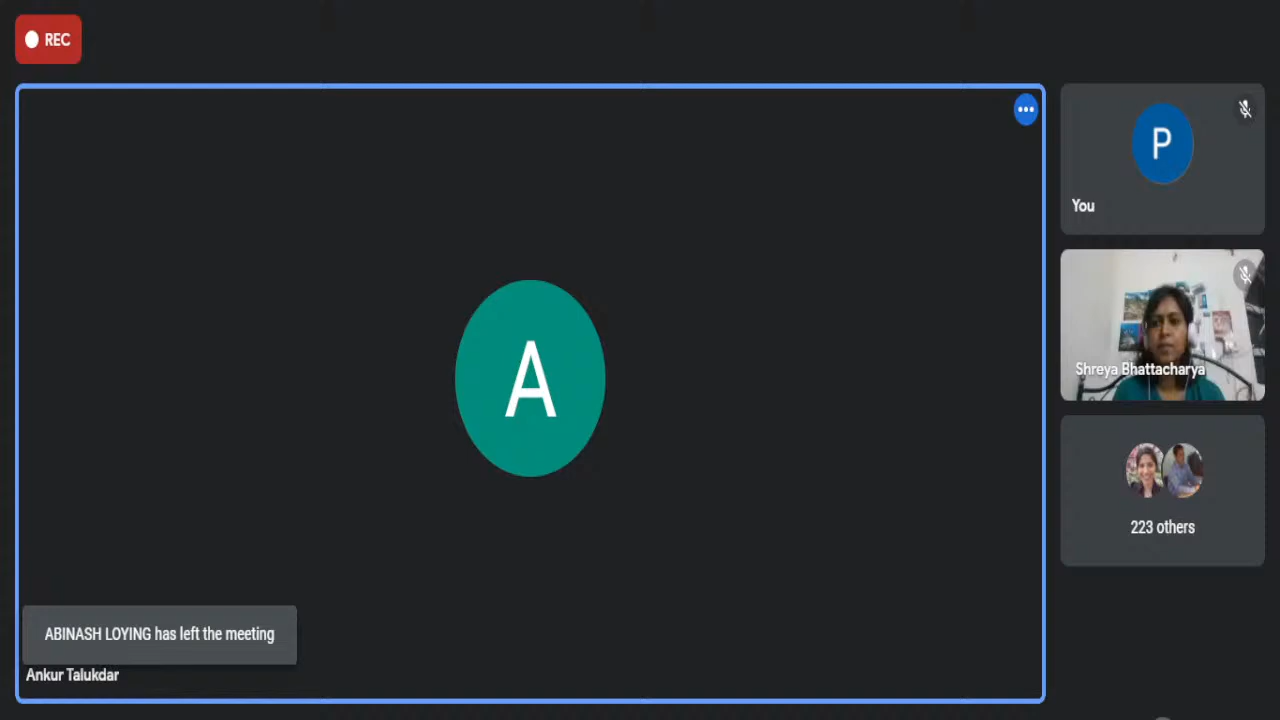 REC
P
You
Shreya Bhattacharya
223 others
A
ABINASH LOYING has left the meeting
Ankur Talukdar